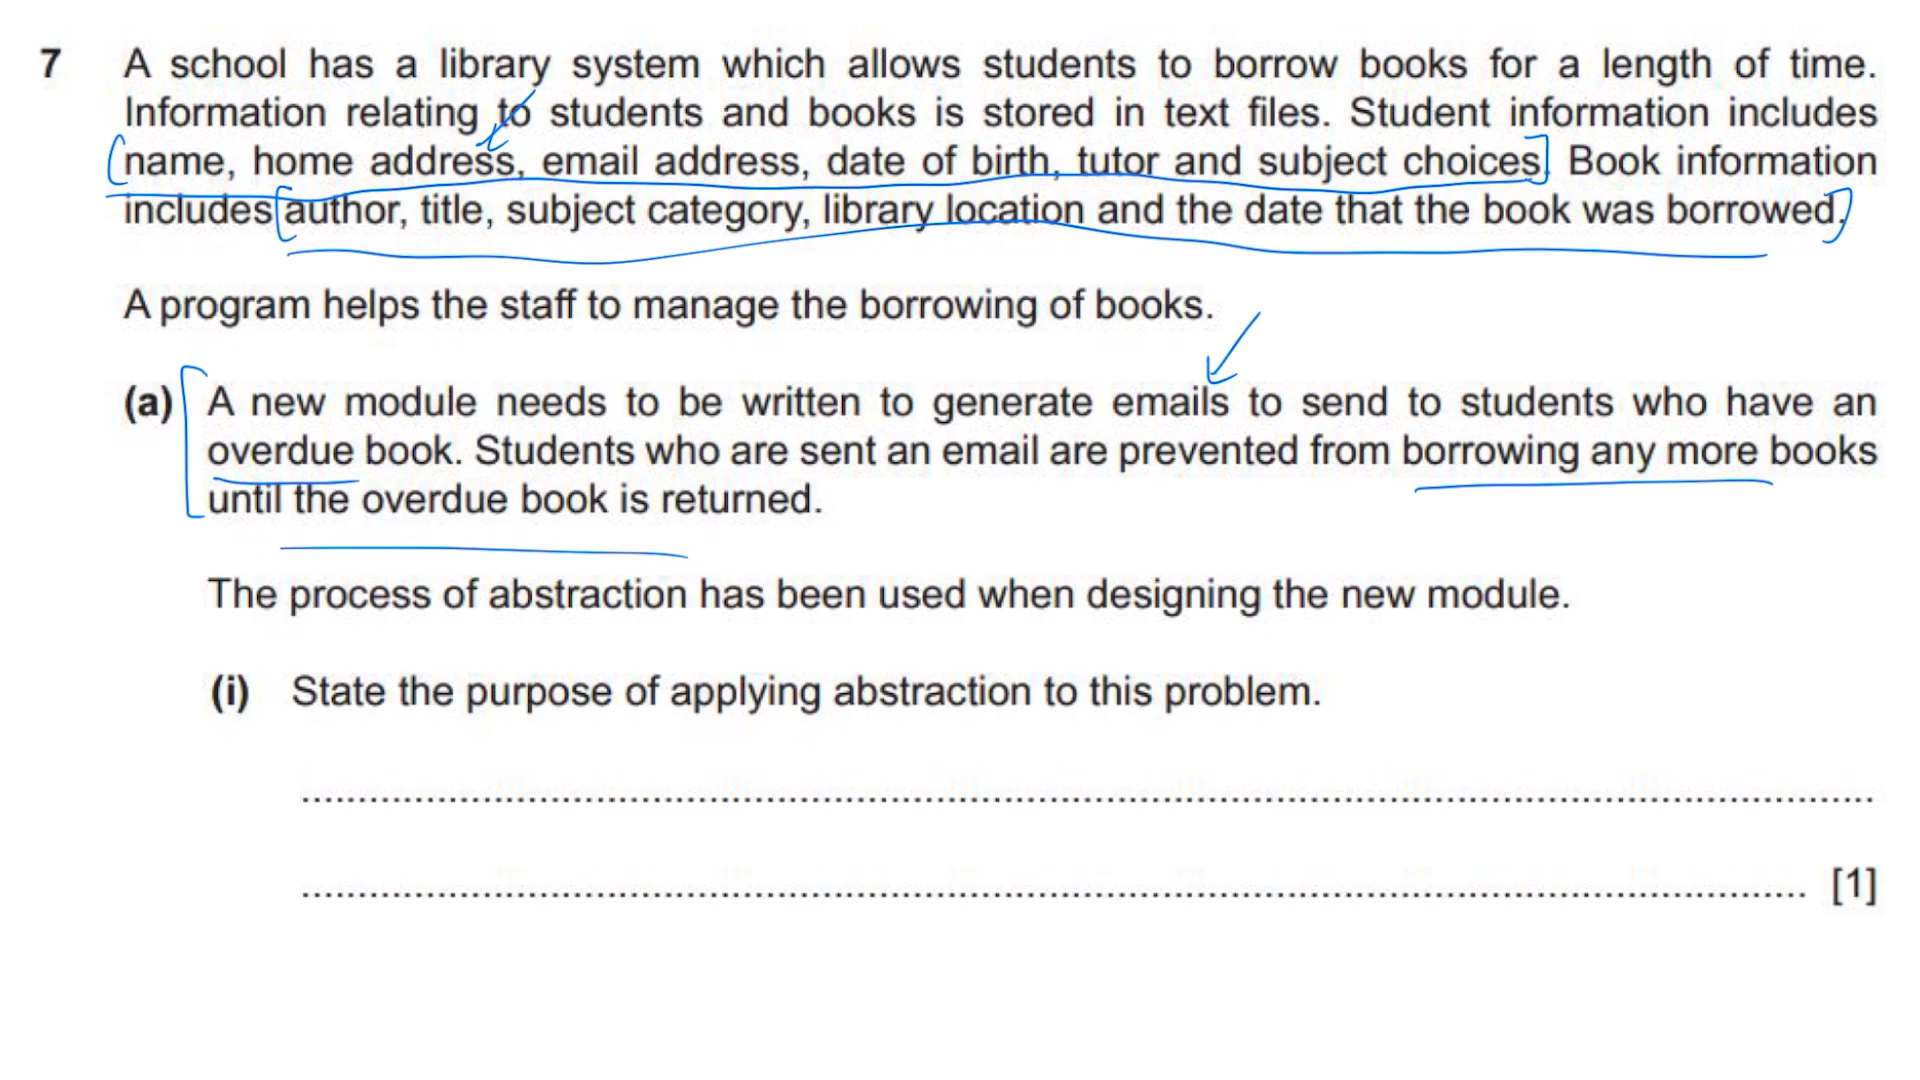 7 A school has a library system which allows students to borrow books for a length of time.
Information relating to students and books is stored in text files. Student information includes
name, home address, email address, date of birth, tutor and subject choices. Book information
includes author, title, subject category, library location and the date that the book was borrowed.
A program helps the staff to manage the borrowing of books.
(a) A new module needs to be written to generate emails to send to students who have an
overdue book. Students who are sent an email are prevented from borrowing any more books
until the overdue book is returned.
The process of abstraction has been used when designing the new module.
(i) State the purpose of applying abstraction to this problem.
[1]